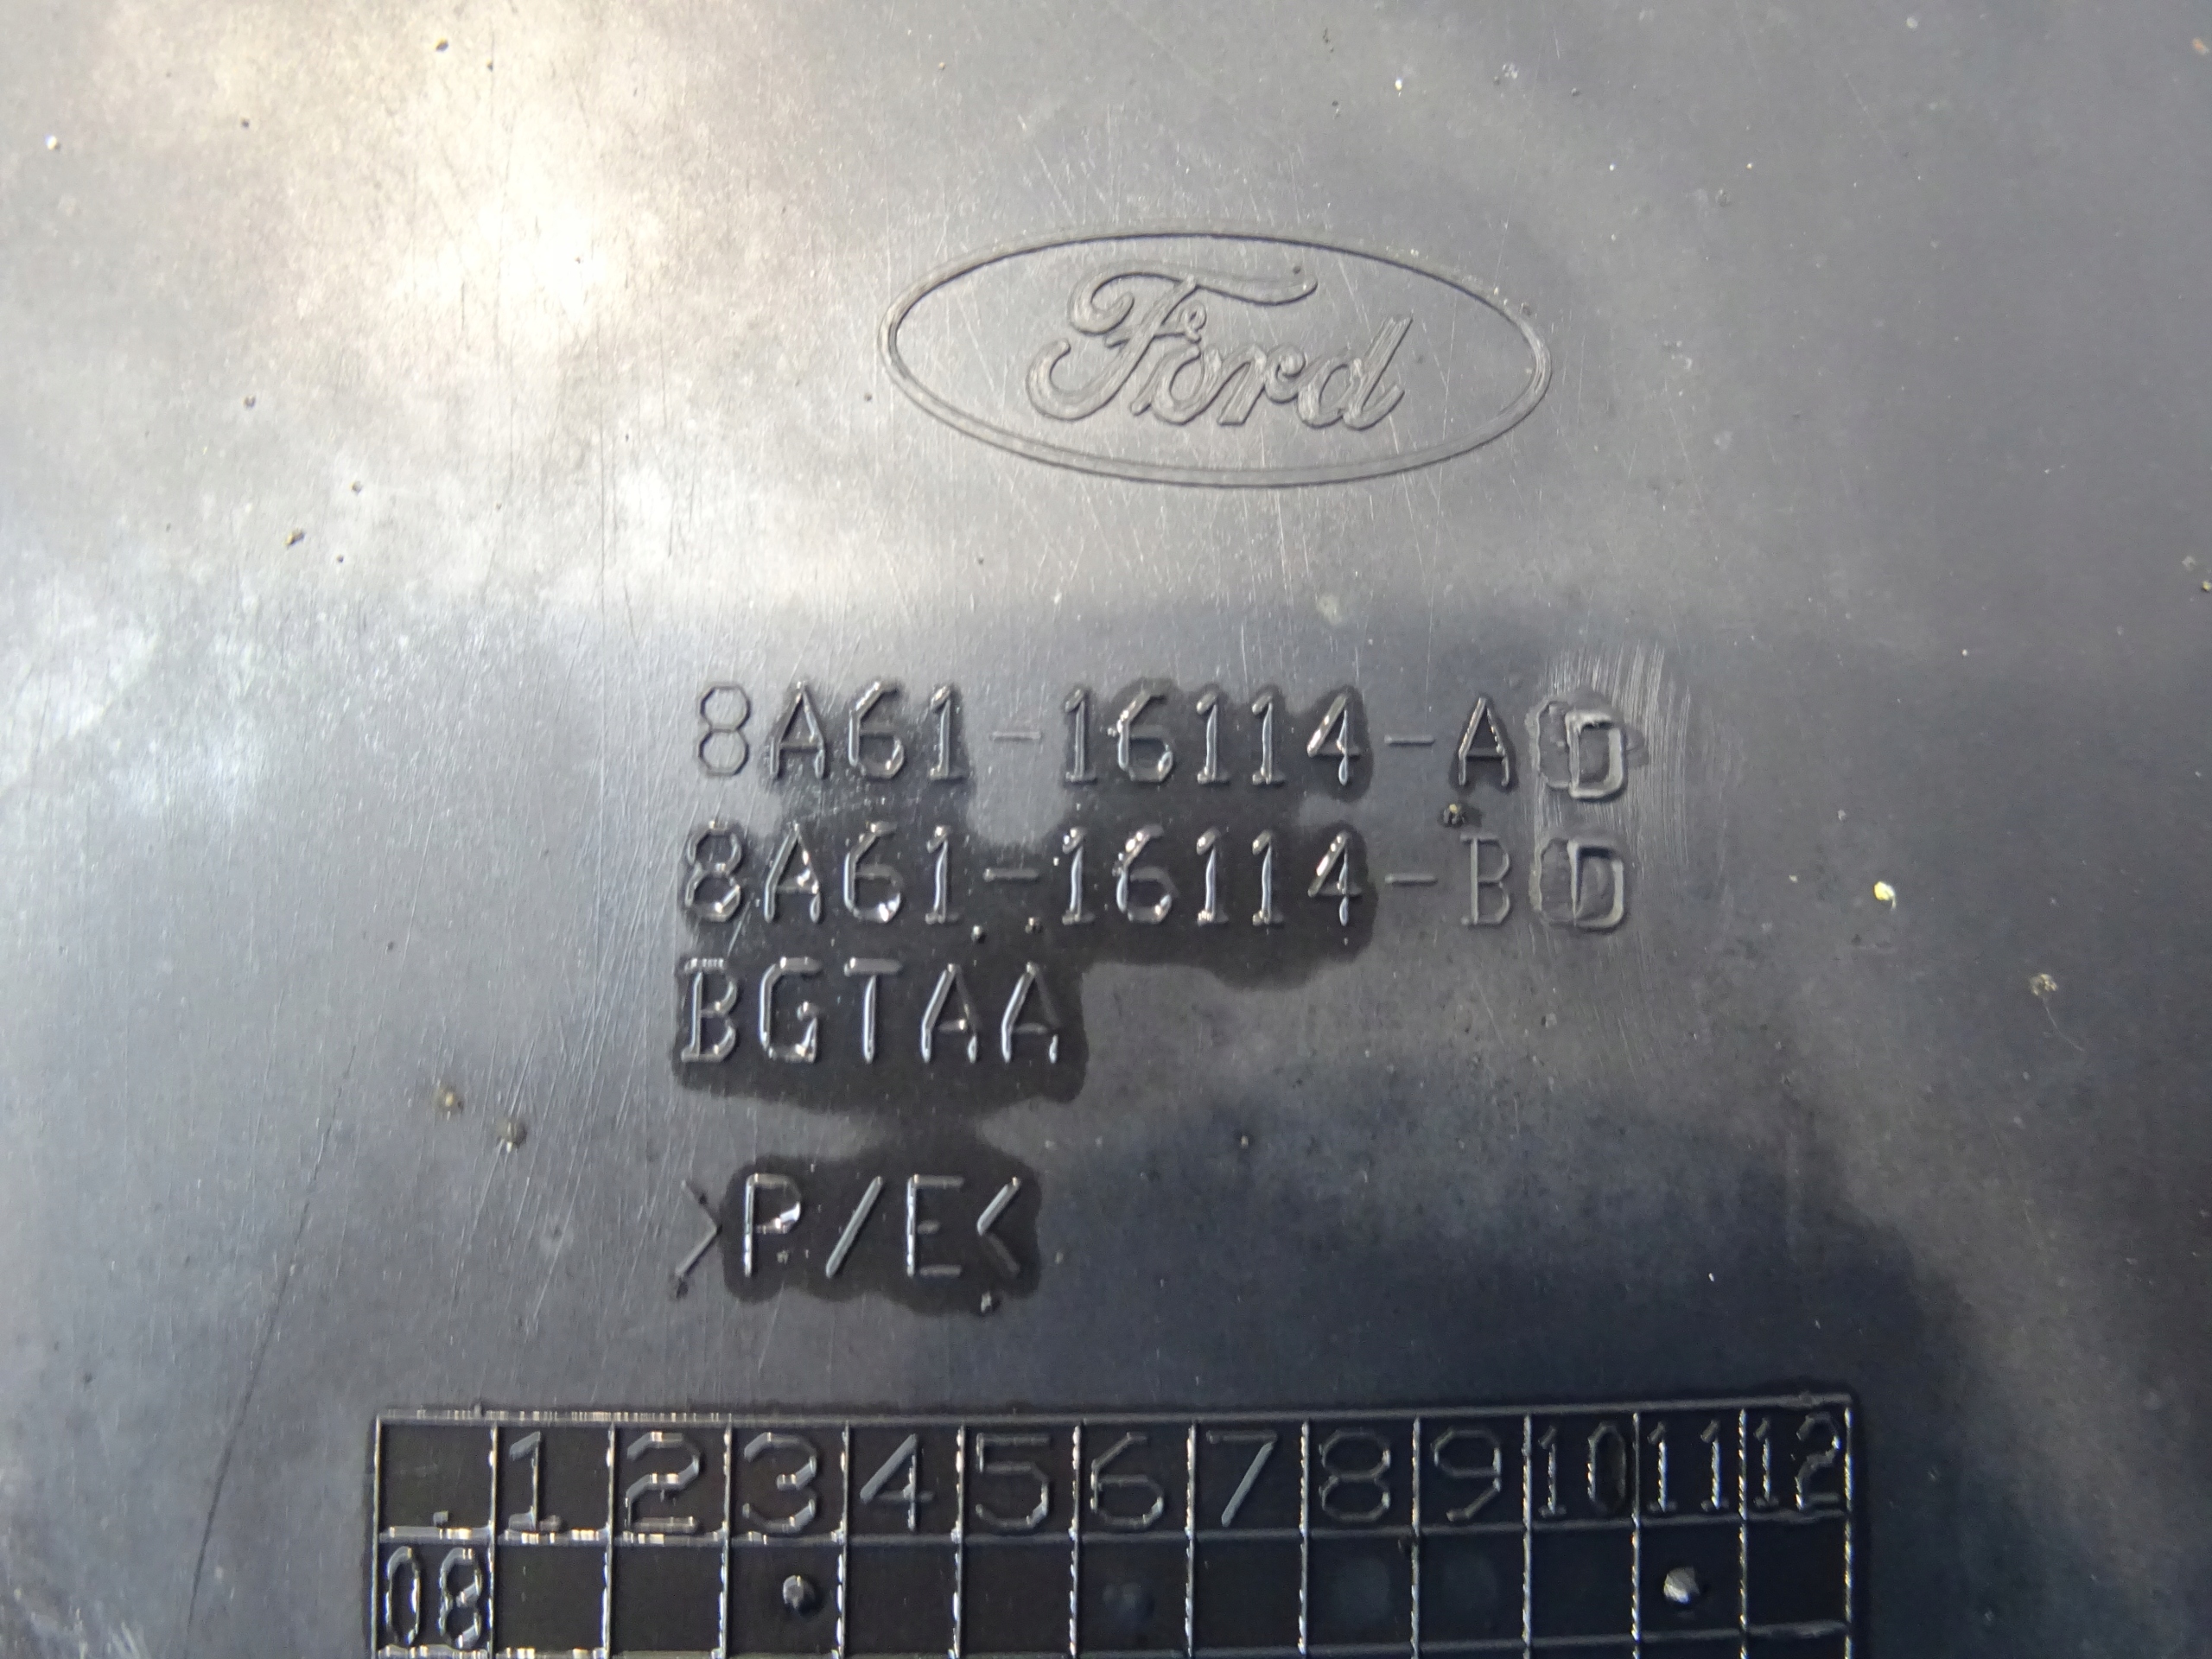 Ford
8A61-16114-AD
8A61-16114-BD
BGTAA
>P/E<
. 1 2 3 4 5 6 7 8 9 10 11 12
08